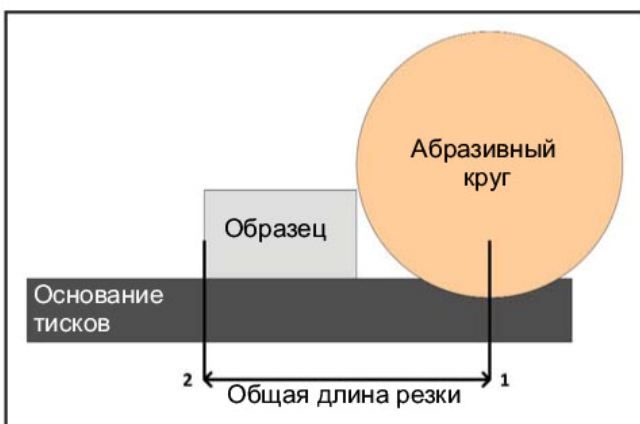 Абразивный
круг
Образец
Основание
тисков
2
1
Общая длина резки